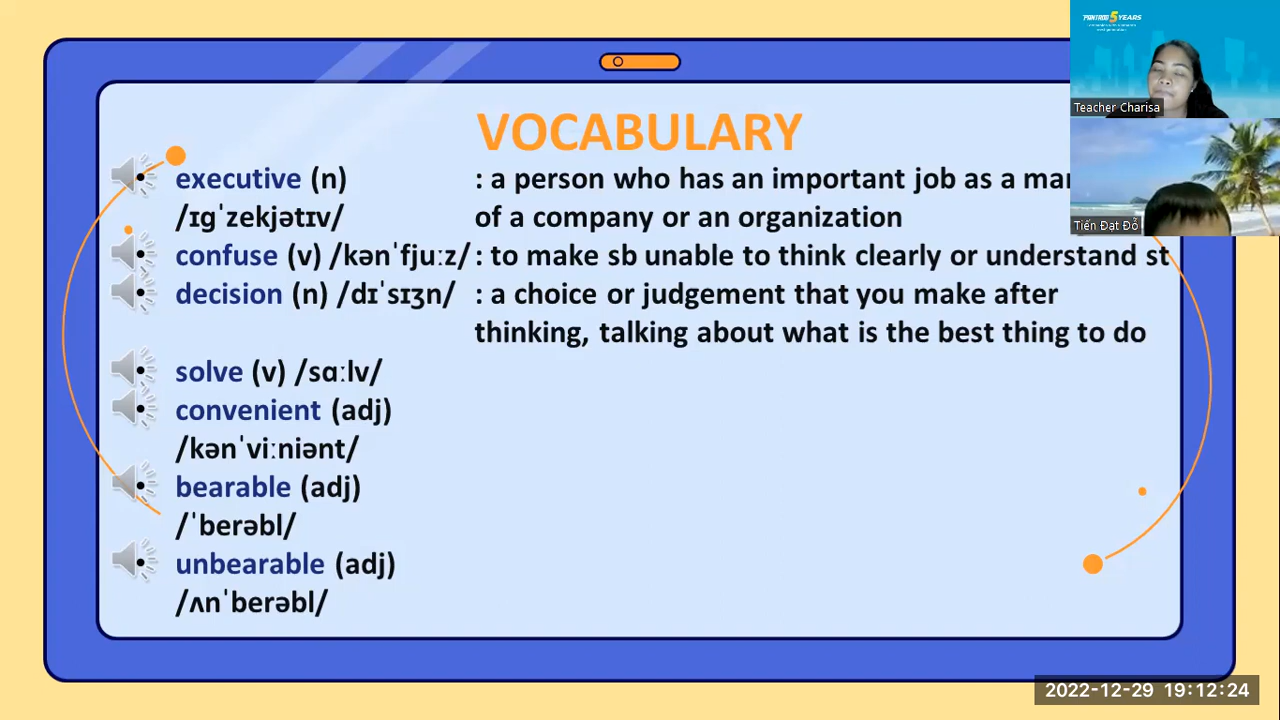 VOCABULARY
executive (n) : a person who has an important job as a
/ɪɡˈzekjətɪv/ of a company or an organization
confuse (v) /kənˈfjuːz/ : to make sb unable to think clearly or understand st
decision (n) /dɪˈsɪʒn/ : a choice or judgement that you make after
thinking, talking about what is the best thing to do
solve (v) /sɑːlv/
convenient (adj)
/kənˈviːniənt/
bearable (adj)
/ˈberəbl/
unbearable (adj)
/ʌnˈberəbl/
5 YEARS
Teacher Charisa
Tiến Đạt Đỗ
2022-12-29 19:12:24